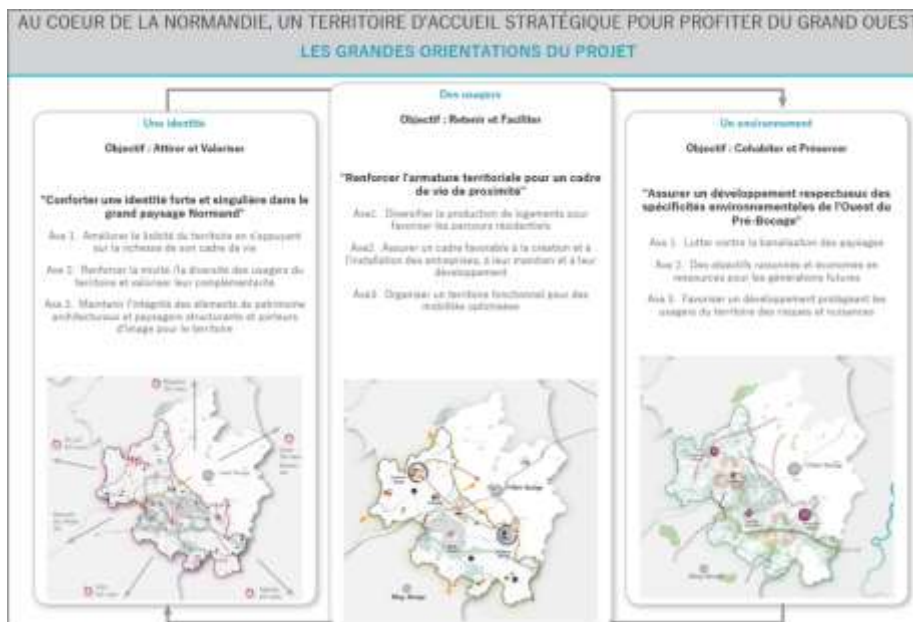 AU COEUR DE LA NORMANDIE, UN TERRITOIRE D'ACCUEIL STRATÉGIQUE POUR PROFITER DU GRAND OUEST
LES GRANDES ORIENTATIONS DU PROJET
Une identité
Objectif : Attirer et Valoriser
"Conforter une identité forte et singulière dans le
grand paysage Normand"
Axe 1. Améliorer la lisibilité du territoire en s'appuyant
sur la richesse de son cadre de vie
Axe 2. Renforcer la mixité /la diversité des usagers du
territoire et valoriser leur complémentarité
Axe 3. Maintenir l'intégrité des éléments de patrimoine
architecturaux et paysagers structurants et porteurs
d'image pour le territoire
Des usagers
Objectif : Retenir et Faciliter
"Renforcer l'armature territoriale pour un cadre
de vie de proximité"
Axe1. Diversifier la production de logements pour
favoriser les parcours résidentiels
Axe2. Assurer un cadre favorable à la création et à
l'installation des entreprises, à leur maintien et à leur
développement
Axe3. Organiser un territoire fonctionnel pour des
mobilités optimisées
Un environnement
Objectif : Cohabiter et Préserver
"Assurer un développement respectueux des
spécificités environnementales de l'Ouest du
Pré-Bocage"
Axe 1. Lutter contre la banalisation des paysages
Axe 2. Des objectifs raisonnés et économes en
ressources pour les générations futures
Axe 3. Favoriser un développement protégeant les
usagers du territoire des risques et nuisances